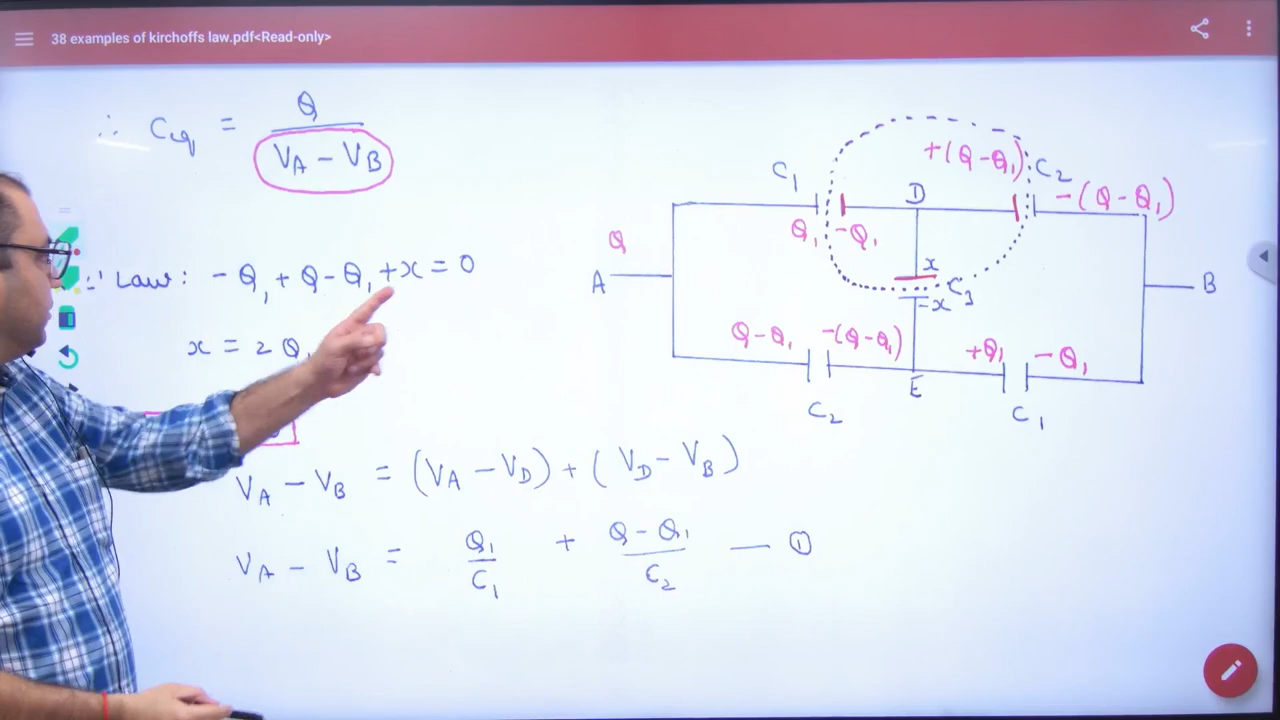 38 examples of kirchoffs law.pdf<Read-only>
∴ Ceq = Q / (VA – VB)
Law: – Q1 + Q – Q1 + x = 0
x = 2Q
VA – VB = (VA – VD) + (VD – VB)
VA – VB = Q1/C1 + (Q – Q1)/C2 — ①
+(Q-Q1)
C1
C2
D
-(Q-Q1)
Q
Q1
-Q1
x
A
C3
B
-x
Q-Q1
-(Q-Q1)
+Q1
-Q1
E
C2
C1